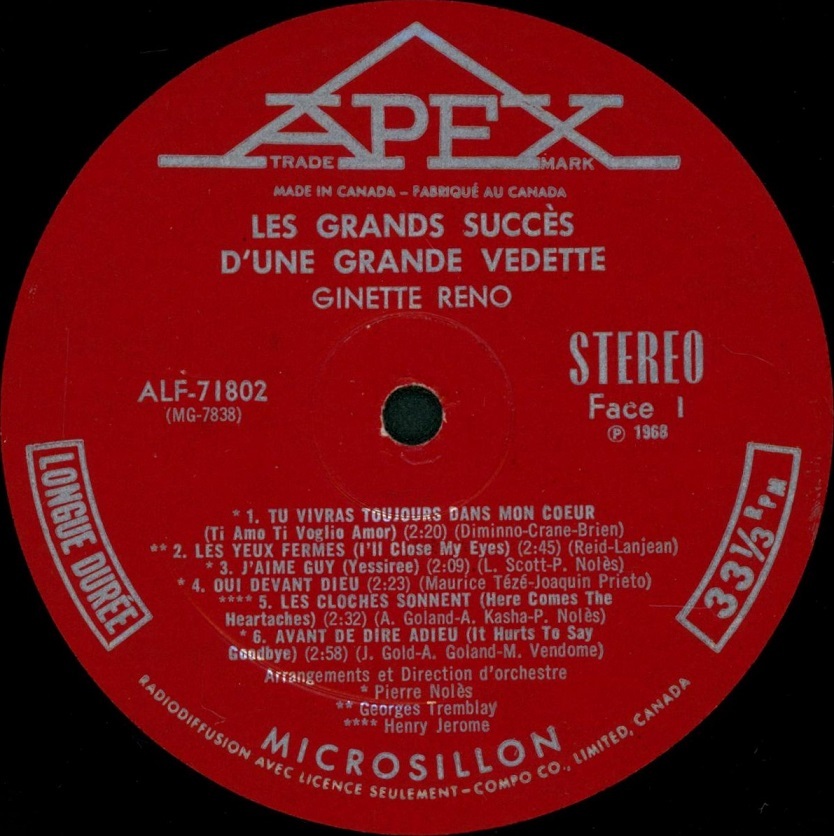 APEX
TRADE MARK
MADE IN CANADA – FABRIQUÉ AU CANADA
LES GRANDS SUCCÈS
D'UNE GRANDE VEDETTE
GINETTE RENO
STEREO
ALF-71802
Face 1
(MG-7838)
℗ 1968
LONGUE DURÉE
33 1/3 RPM
* 1. TU VIVRAS TOUJOURS DANS MON COEUR
(Ti Amo Ti Voglio Amor) (2:20) (Diminno-Crane-Brien)
** 2. LES YEUX FERMES (I'll Close My Eyes) (2:45) (Reid-Lanjean)
* 3. J'AIME GUY (Yessiree) (2:09) (L. Scott-P. Nolès)
* 4. OUI DEVANT DIEU (2:23) (Maurice Tézé-Joaquin Prieto)
**** 5. LES CLOCHES SONNENT (Here Comes The
Heartaches) (2:32) (A. Goland-A. Kasha-P. Nolès)
* 6. AVANT DE DIRE ADIEU (It Hurts To Say
Goodbye) (2:58) (J. Gold-A. Goland-M. Vendome)
Arrangements et Direction d'orchestre
* Pierre Nolès
** Georges Tremblay
**** Henry Jerome
MICROSILLON
RADIODIFFUSION AVEC LICENCE SEULEMENT – COMPO CO., LIMITED, CANADA